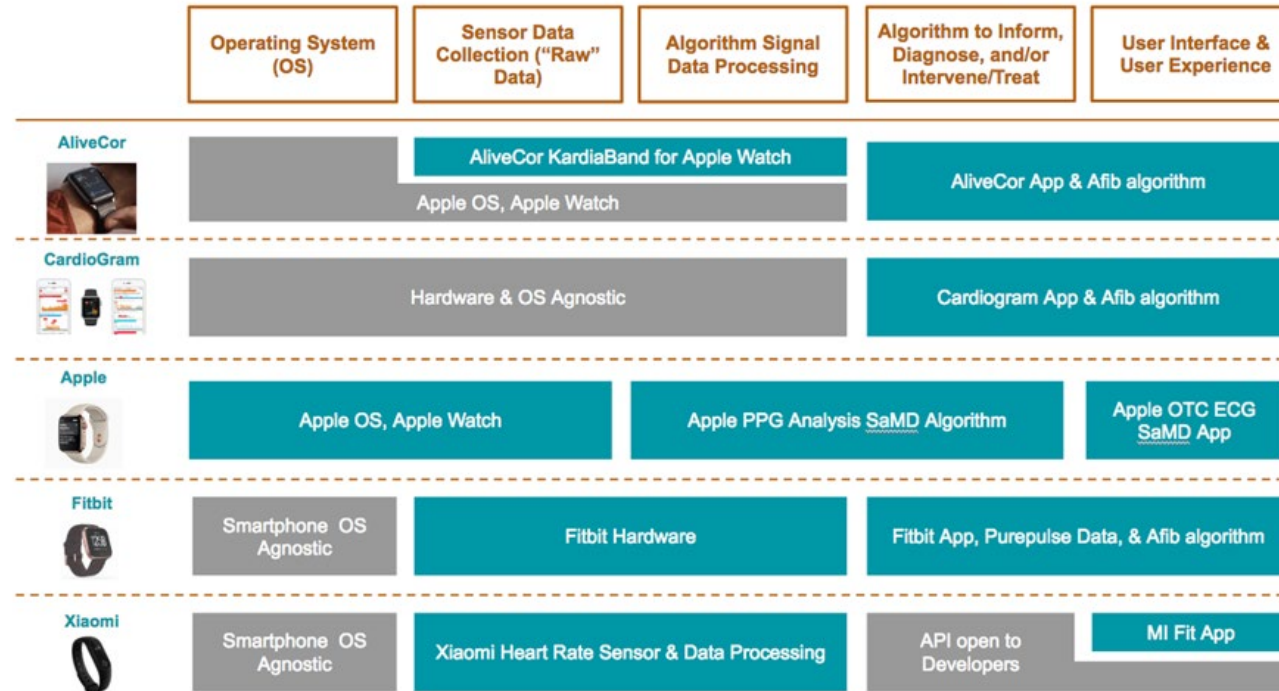 Operating System
(OS)
Sensor Data
Collection (“Raw”
Data)
Algorithm Signal
Data Processing
Algorithm to Inform,
Diagnose, and/or
Intervene/Treat
User Interface &
User Experience
AliveCor
AliveCor KardiaBand for Apple Watch
Apple OS, Apple Watch
AliveCor App & Afib algorithm
CardioGram
Hardware & OS Agnostic
Cardiogram App & Afib algorithm
Apple
Apple OS, Apple Watch
Apple PPG Analysis SaMD Algorithm
Apple OTC ECG
SaMD App
Fitbit
Smartphone OS
Agnostic
Fitbit Hardware
Fitbit App, Purepulse Data, & Afib algorithm
Xiaomi
Smartphone OS
Agnostic
Xiaomi Heart Rate Sensor & Data Processing
API open to
Developers
MI Fit App